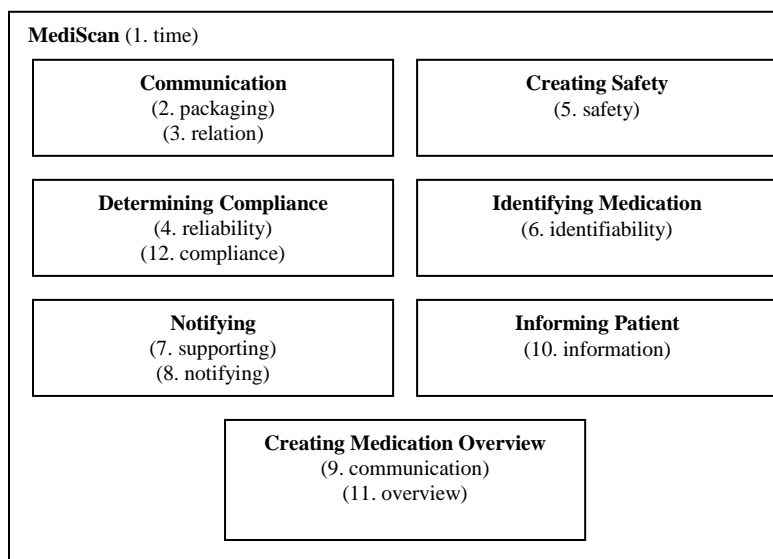 MediScan (1. time)
Communication
(2. packaging)
(3. relation)
Creating Safety
(5. safety)
Determining Compliance
(4. reliability)
(12. compliance)
Identifying Medication
(6. identifiability)
Notifying
(7. supporting)
(8. notifying)
Informing Patient
(10. information)
Creating Medication Overview
(9. communication)
(11. overview)